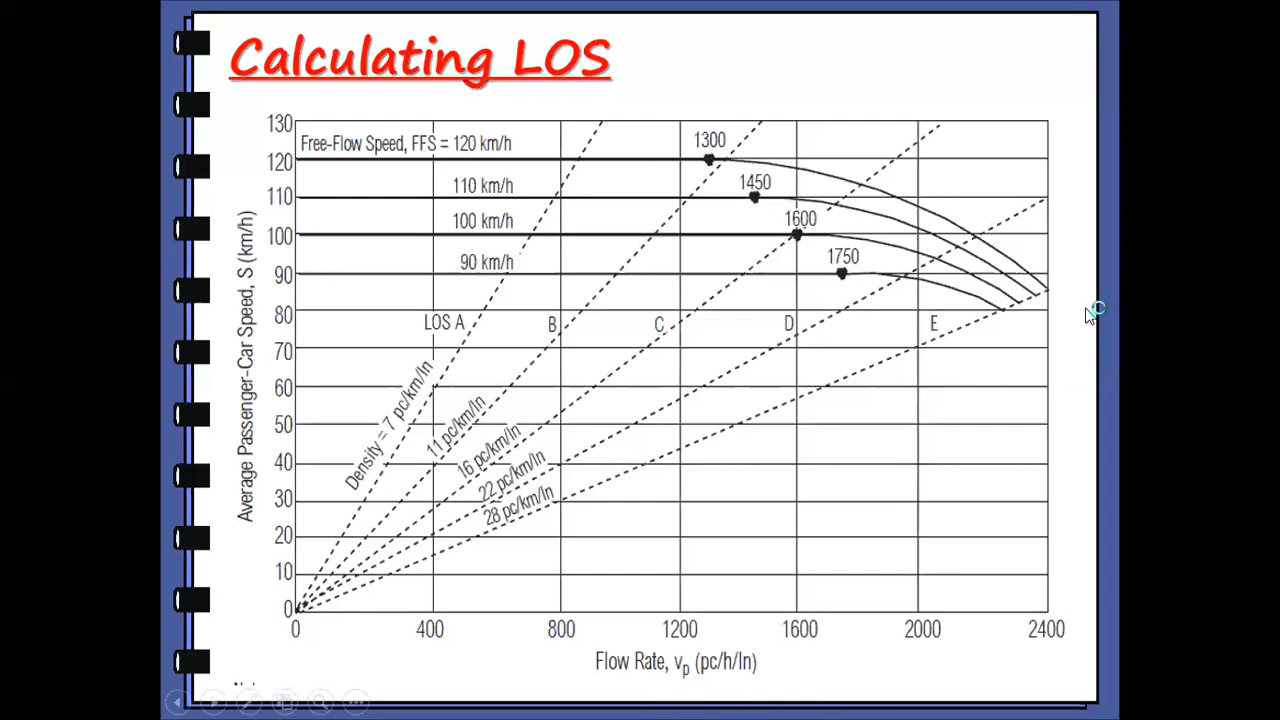 Calculating LOS
130
Free-Flow Speed, FFS = 120 km/h
1300
120
110 km/h
1450
110
100 km/h
1600
100
90 km/h
1750
90
80
LOS A
B
C
D
E
70
60
50
40
30
20
10
0
Average Passenger-Car Speed, S (km/h)
Density = 7 pc/km/ln
11 pc/km/ln
16 pc/km/ln
22 pc/km/ln
28 pc/km/ln
0 400 800 1200 1600 2000 2400
Flow Rate, vp (pc/h/ln)